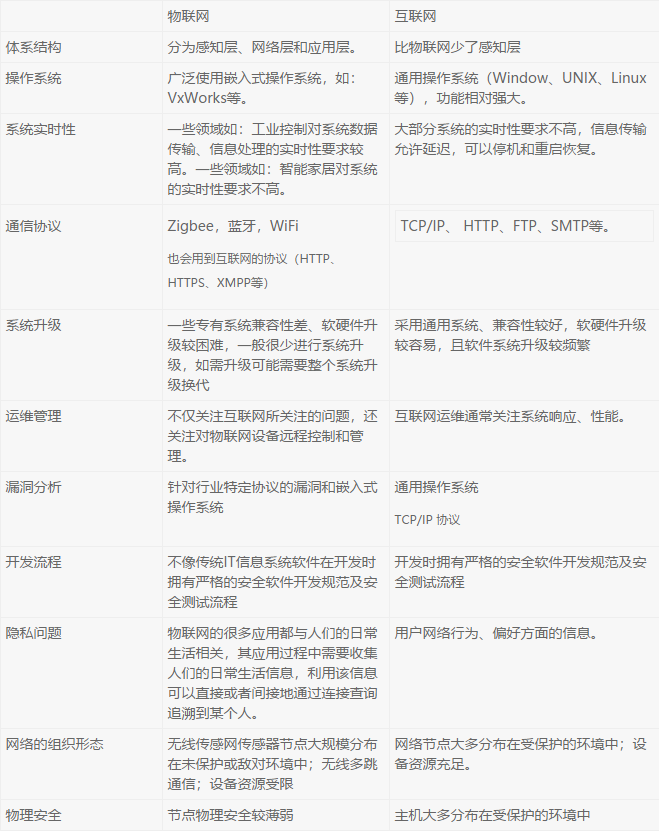 物联网
互联网
体系结构
分为感知层、网络层和应用层。
比物联网少了感知层
操作系统
广泛使用嵌入式操作系统，如：
VxWorks等。
通用操作系统（Window、UNIX、Linux
等），功能相对强大。
系统实时性
一些领域如：工业控制对系统数据
传输、信息处理的实时性要求较
高。一些领域如：智能家居对系统
的实时性要求不高。
大部分系统的实时性要求不高，信息传输
允许延迟，可以停机和重启恢复。
通信协议
Zigbee，蓝牙，WiFi
也会用到互联网的协议（HTTP、
HTTPS、XMPP等）
TCP/IP、 HTTP、FTP、SMTP等。
系统升级
一些专有系统兼容性差、软硬件升
级较困难，一般很少进行系统升
级，如需升级可能需要整个系统升
级换代
采用通用系统、兼容性较好，软硬件升级
较容易，且软件系统升级较频繁
运维管理
不仅关注互联网所关注的问题，还
关注对物联网设备远程控制和管
理。
互联网运维通常关注系统响应、性能。
漏洞分析
针对行业特定协议的漏洞和嵌入式
操作系统
通用操作系统
TCP/IP 协议
开发流程
不像传统IT信息系统软件在开发时
拥有严格的安全软件开发规范及安
全测试流程
开发时拥有严格的安全软件开发规范及安
全测试流程
隐私问题
物联网的很多应用都与人们的日常
生活相关，其应用过程中需要收集
人们的日常生活信息，利用该信息
可以直接或者间接地通过连接查询
追溯到某个人。
用户网络行为、偏好方面的信息。
网络的组织形态
无线传感网传感器节点大规模分布
在未保护或敌对环境中；无线多跳
通信；设备资源受限
网络节点大多分布在受保护的环境中；设
备资源充足。
物理安全
节点物理安全较薄弱
主机大多分布在受保护的环境中